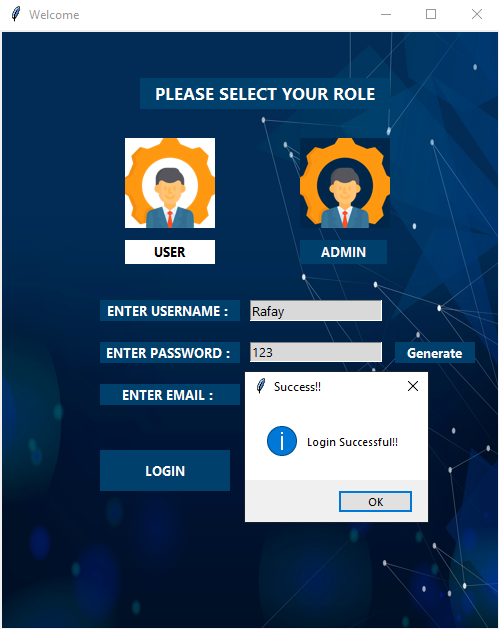 Welcome
PLEASE SELECT YOUR ROLE
USER
ADMIN
ENTER USERNAME :
Rafay
ENTER PASSWORD :
123
Generate
ENTER EMAIL :
Success!!
Login Successful!!
OK
LOGIN